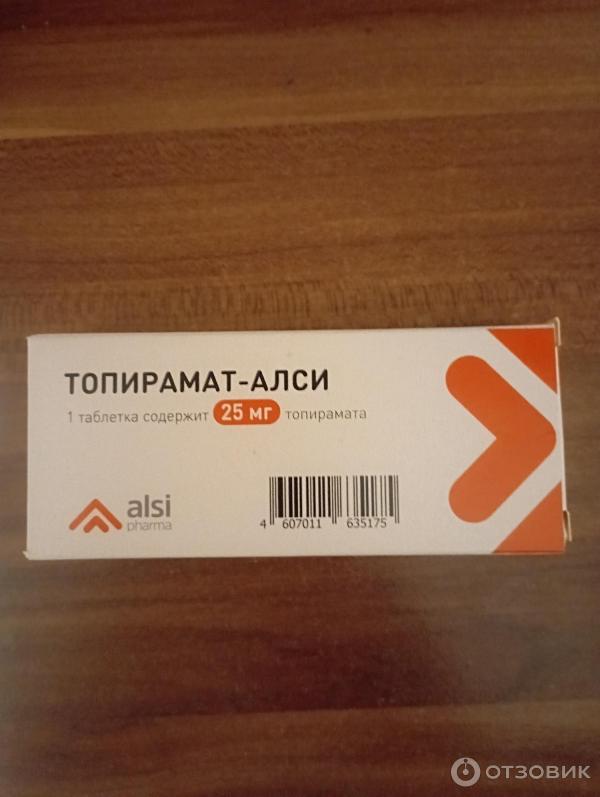 ТОПИРАМАТ-АЛСИ
1 таблетка содержит 25 мг топирамата
alsi
pharma
4 607011 635175
ОТЗОВИК